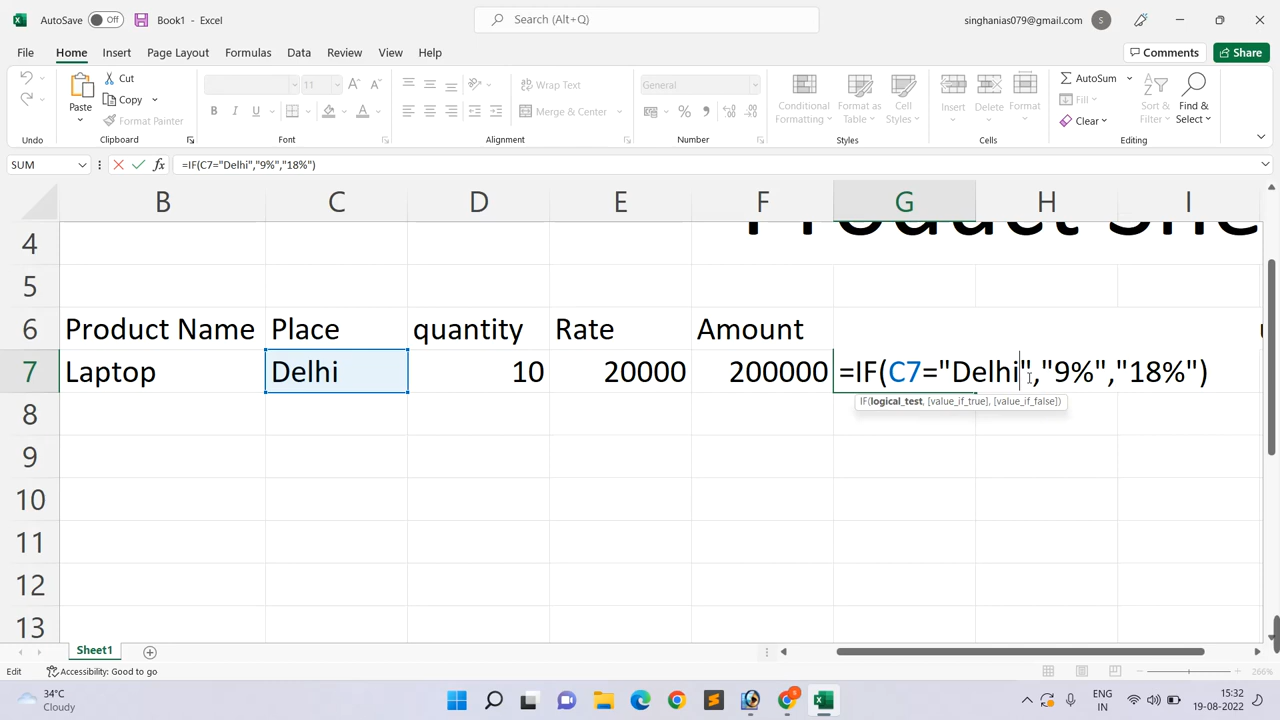 AutoSave Off Book1 - Excel Search (Alt+Q) singhanias079@gmail.com S
File Home Insert Page Layout Formulas Data Review View Help Comments Share
Paste Cut Copy Format Painter
11
Wrap Text Merge & Center
General
Conditional Formatting Format as Table Cell Styles
Insert Delete Format
AutoSum Fill Clear Sort & Filter Find & Select
Undo Clipboard Font Alignment Number Styles Cells Editing
SUM fx =IF(C7="Delhi","9%","18%")
B C D E F G H I
4 Product She
5
6 Product Name Place quantity Rate Amount
7 Laptop Delhi 10 20000 200000 =IF(C7="Delhi","9%","18%")
IF(logical_test, [value_if_true], [value_if_false])
8
9
10
11
12
13
Sheet1
Edit Accessibility: Good to go 266%
34°C
Cloudy
ENG
IN
15:32
19-08-2022